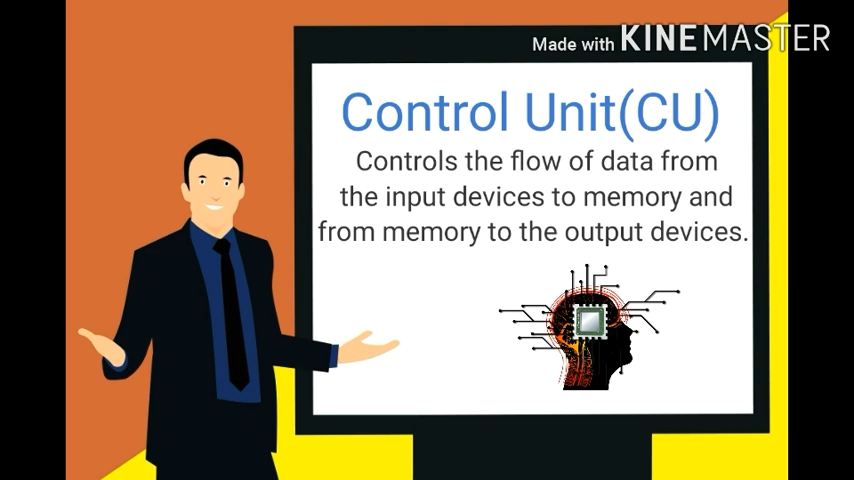 Made with KINEMASTER
Control Unit(CU)
Controls the flow of data from
the input devices to memory and
from memory to the output devices.